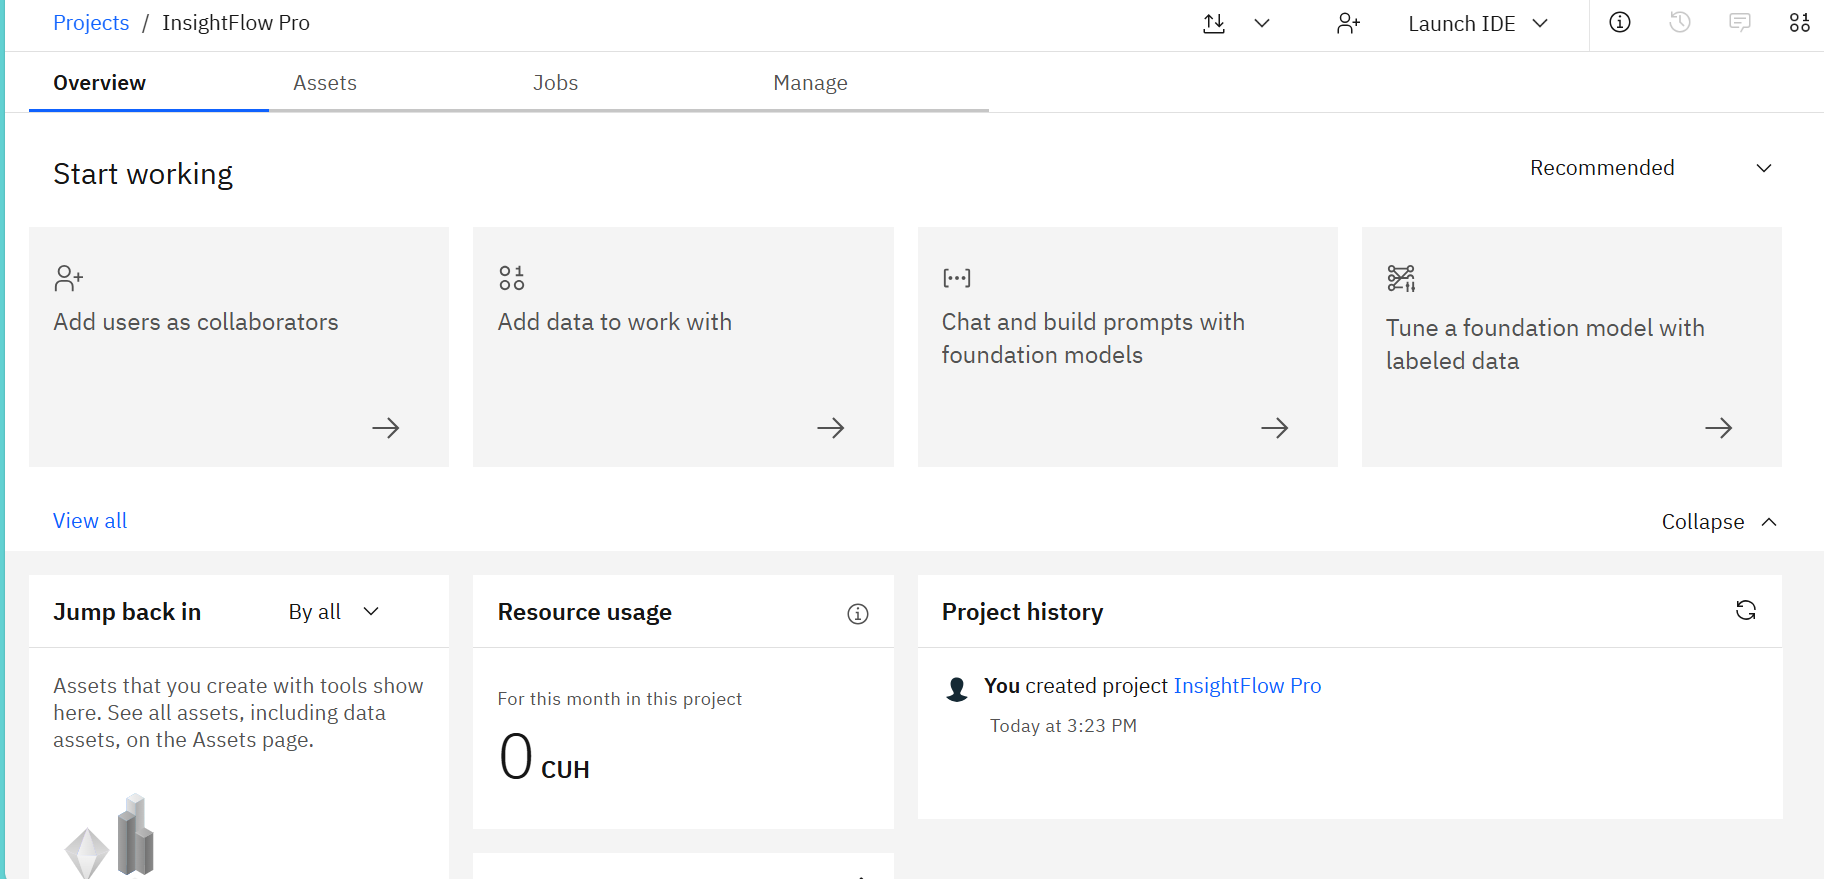 Projects / InsightFlow Pro
Launch IDE
Overview
Assets
Jobs
Manage
Start working
Recommended
Add users as collaborators
Add data to work with
Chat and build prompts with
foundation models
Tune a foundation model with
labeled data
View all
Collapse
Jump back in
By all
Assets that you create with tools show
here. See all assets, including data
assets, on the Assets page.
Resource usage
For this month in this project
0 CUH
Project history
You created project InsightFlow Pro
Today at 3:23 PM